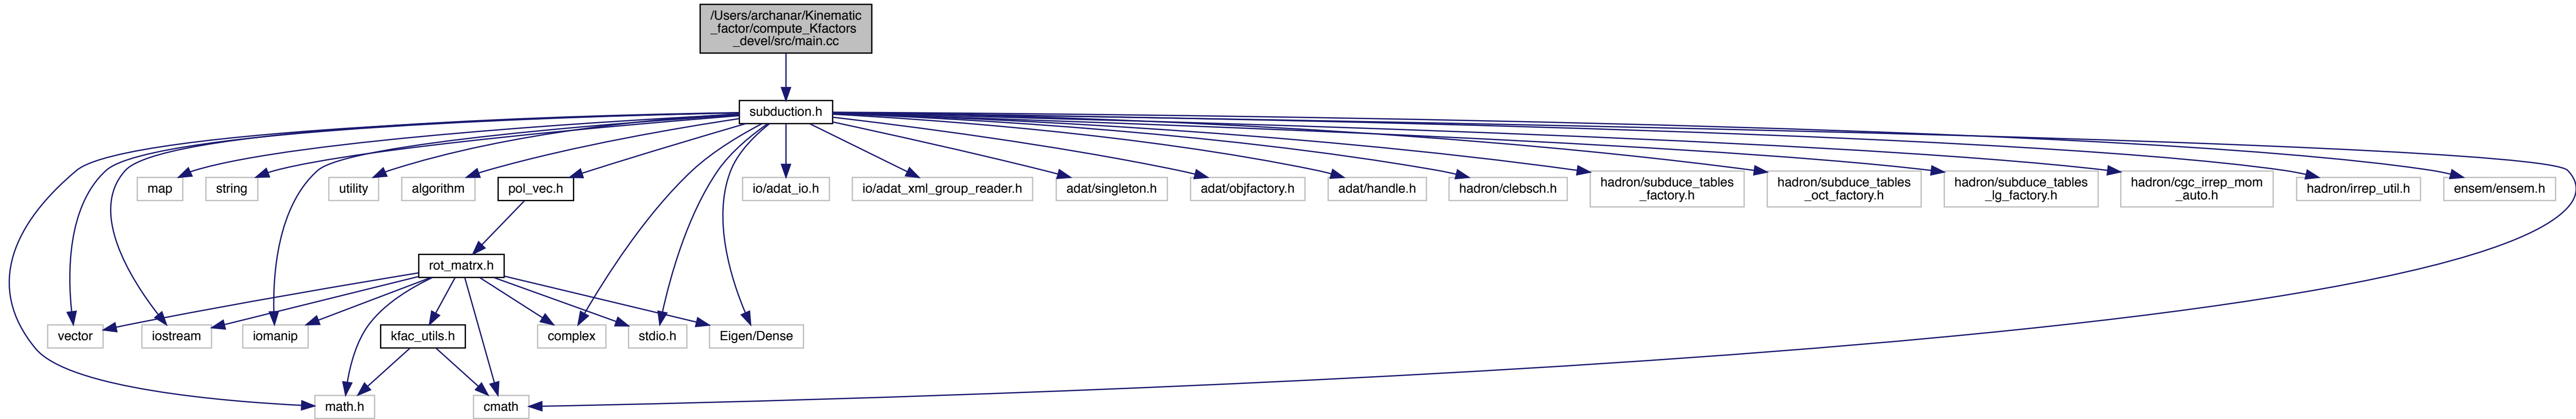 /Users/archanar/Kinematic
_factor/compute_Kfactors
_devel/src/main.cc
subduction.h
map
string
utility
algorithm
pol_vec.h
io/adat_io.h
io/adat_xml_group_reader.h
adat/singleton.h
adat/objfactory.h
adat/handle.h
hadron/clebsch.h
hadron/subduce_tables
_factory.h
hadron/subduce_tables
_oct_factory.h
hadron/subduce_tables
_lg_factory.h
hadron/cgc_irrep_mom
_auto.h
hadron/irrep_util.h
ensem/ensem.h
rot_matrx.h
vector
iostream
iomanip
kfac_utils.h
complex
stdio.h
Eigen/Dense
math.h
cmath